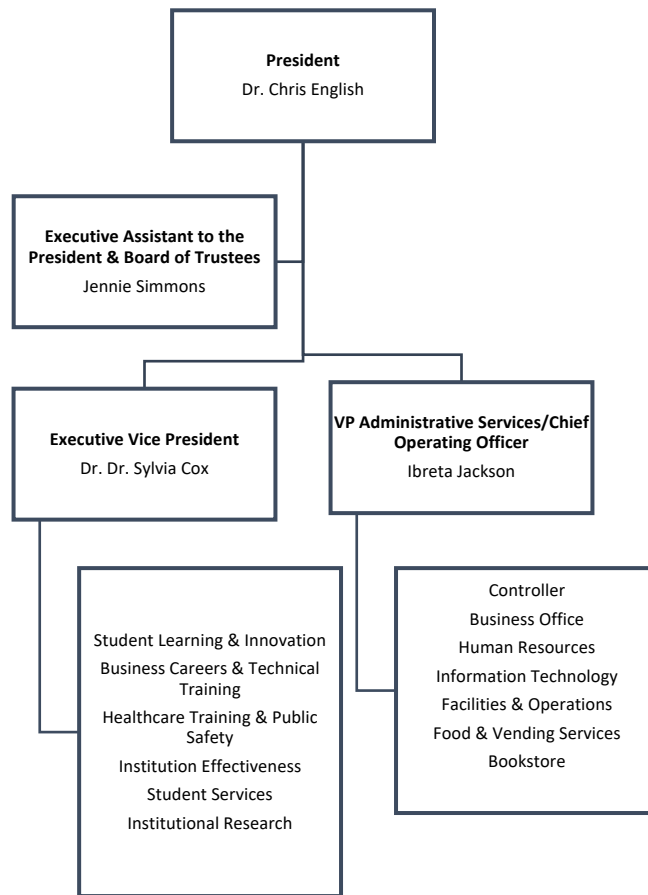 President
Dr. Chris English
Executive Assistant to the
President & Board of Trustees
Jennie Simmons
Executive Vice President
Dr. Dr. Sylvia Cox
VP Administrative Services/Chief
Operating Officer
Ibreta Jackson
Student Learning & Innovation
Business Careers & Technical
Training
Healthcare Training & Public
Safety
Institution Effectiveness
Student Services
Institutional Research
Controller
Business Office
Human Resources
Information Technology
Facilities & Operations
Food & Vending Services
Bookstore